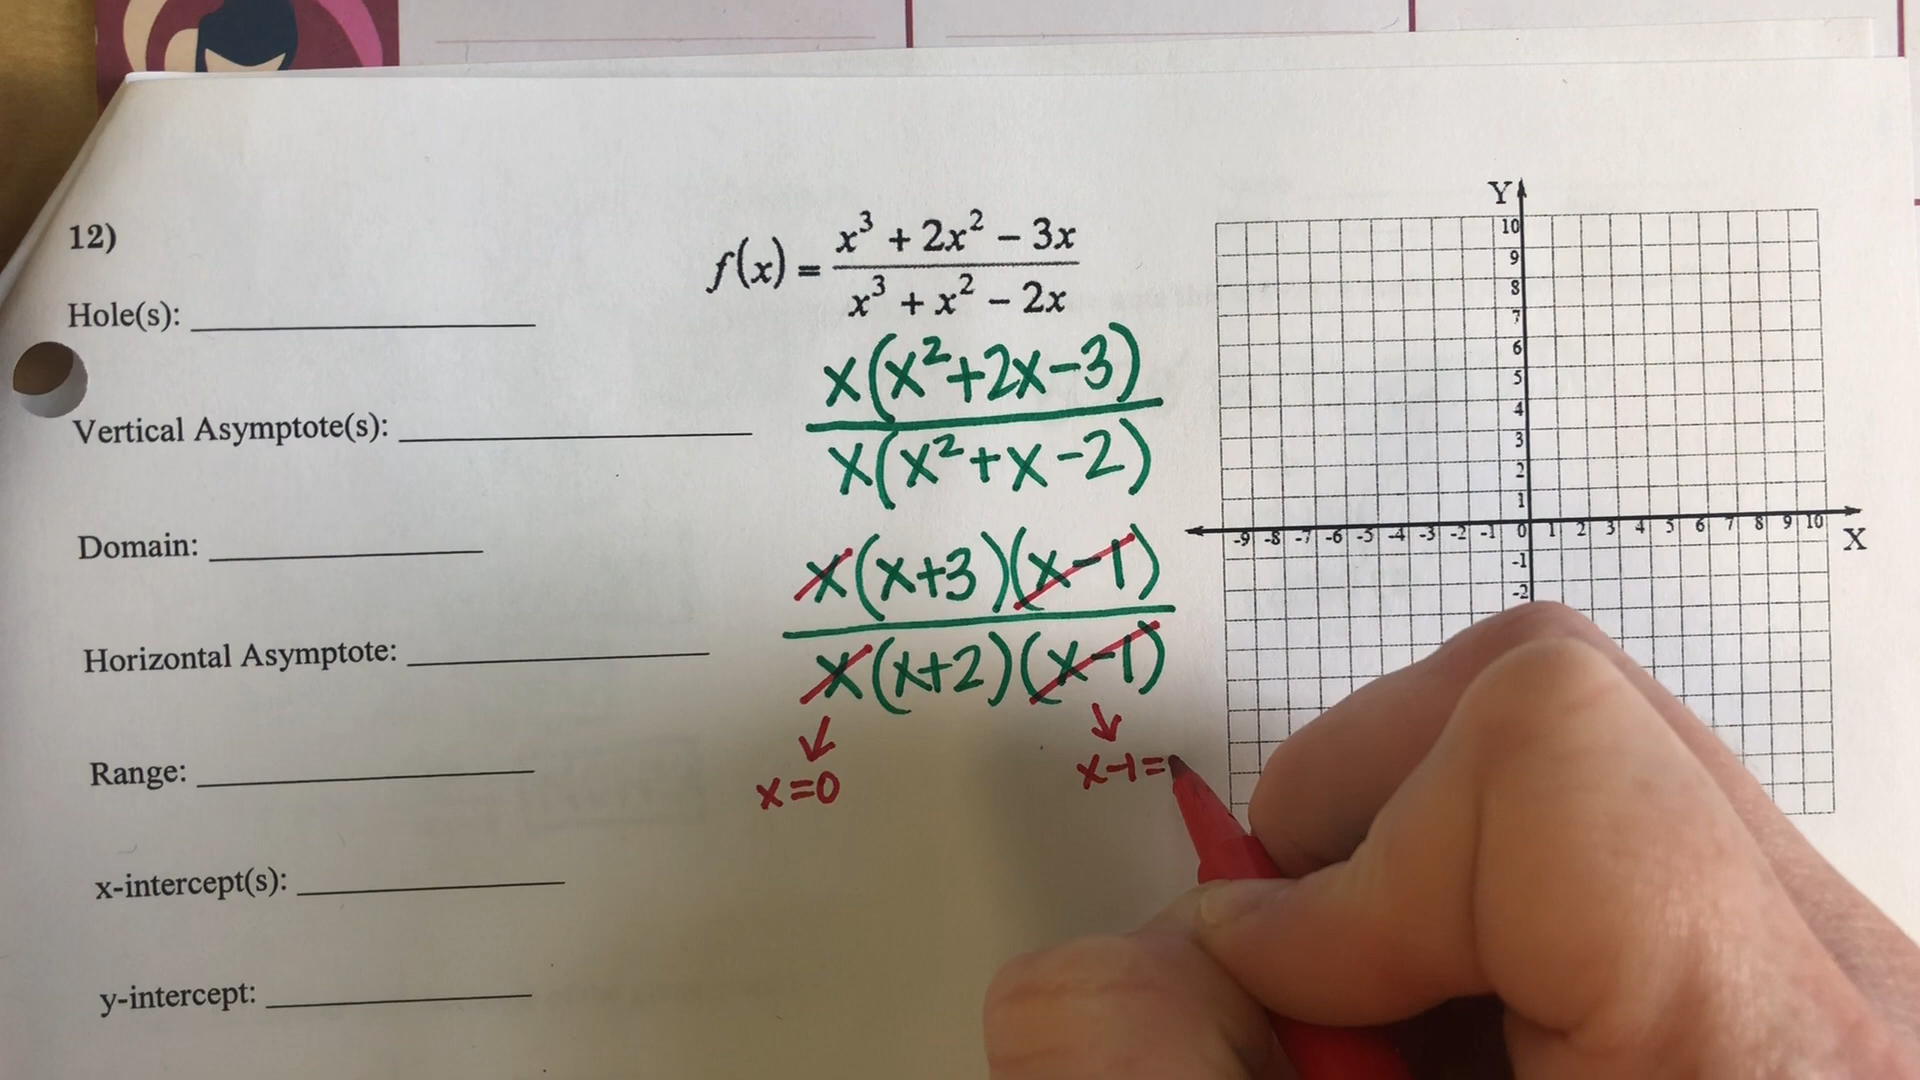 12)
f(x) = (x³ + 2x² − 3x)/(x³ + x² − 2x)
Hole(s):
x(x²+2x-3)
x(x²+x-2)
Vertical Asymptote(s):
Domain:
x(x+3)(x-1)
x(x+2)(x-1)
Horizontal Asymptote:
x=0
x-1=
Range:
x-intercept(s):
y-intercept:
Y
10
9
8
7
6
5
4
3
2
1
-9 -8 -7 -6 -5 -4 -3 -2 -1 0 1 2 3 4 5 6 7 8 9 10
X
-1
-2